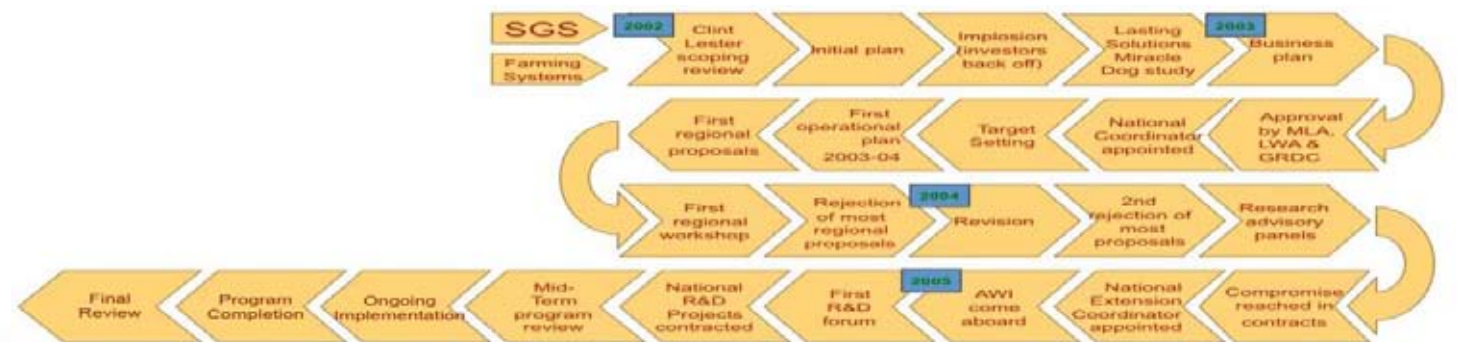 SGS
Farming
Systems
2002
Clint
Lester
scoping
review
Initial plan
Implosion
(investors
back off)
Lasting
Solutions
Miracle
Dog study
2003
Business
plan
Approval
by MLA,
LWA &
GRDC
National
Coordinator
appointed
Target
Setting
First
operational
plan
2003-04
First
regional
proposals
First
regional
workshop
Rejection
of most
regional
proposals
2004
Revision
2nd
rejection of
most
proposals
Research
advisory
panels
Compromise
reached in
contracts
National
Extension
Coordinator
appointed
2005
AWI
come
aboard
First
R&D
forum
National
R&D
Projects
contracted
Mid-
Term
program
review
Ongoing
Implementation
Program
Completion
Final
Review